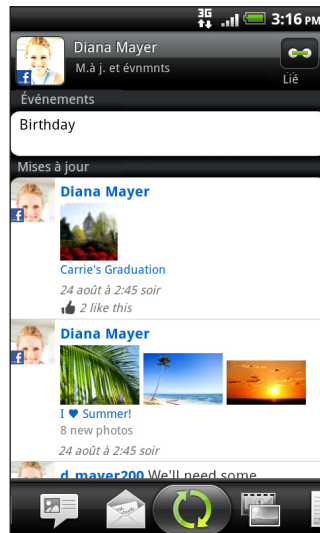 3G 3:16 PM
Diana Mayer
M.à j. et évnmnts
Lié
Événements
Birthday
Mises à jour
Diana Mayer
Carrie's Graduation
24 août à 2:45 soir
2 like this
Diana Mayer
I ♥ Summer!
8 new photos
24 août à 2:45 soir
d_mayer200 We'll need some